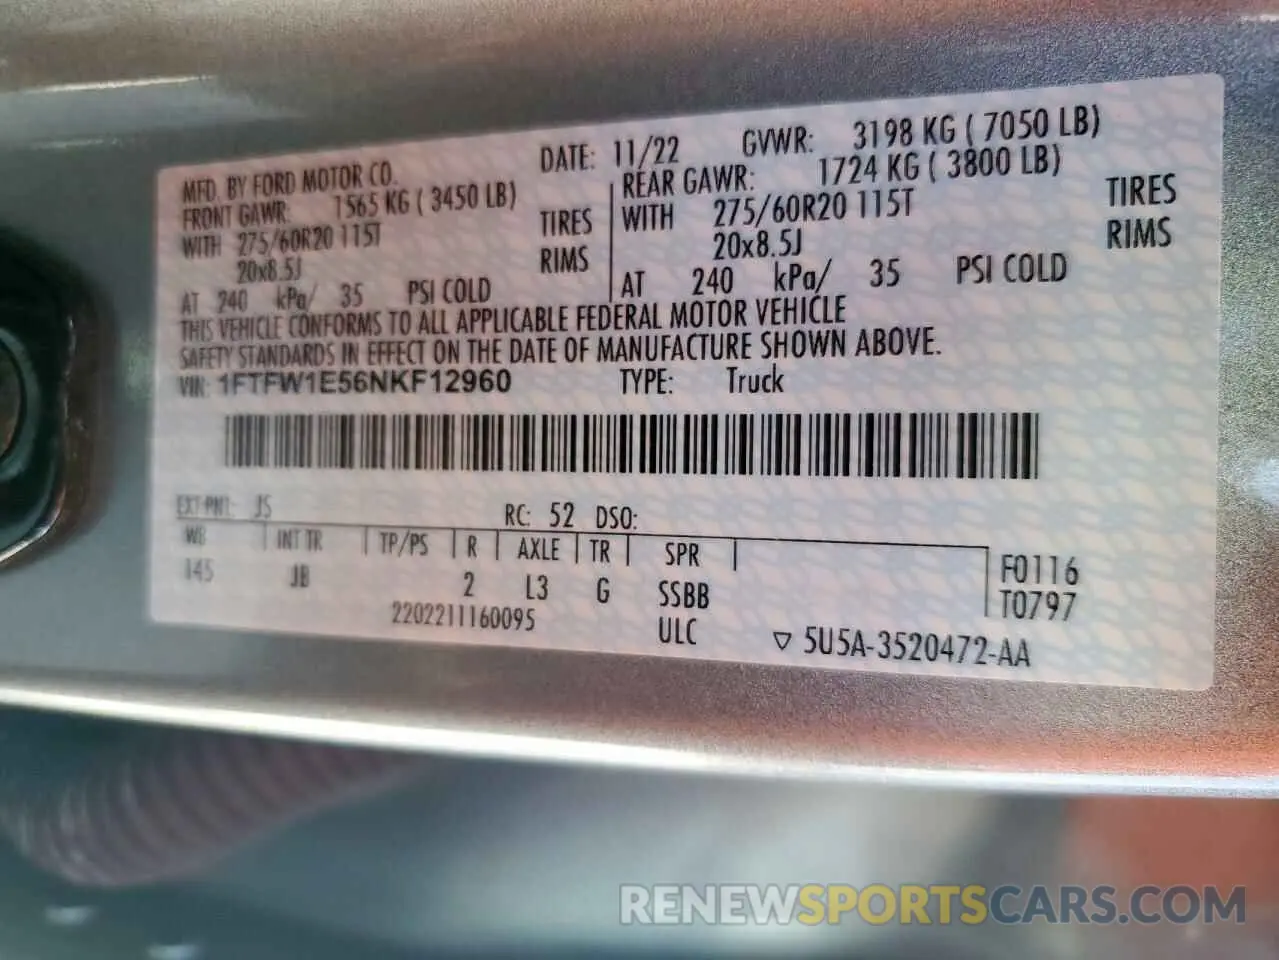 MFD. BY FORD MOTOR CO. DATE: 11/22 GVWR: 3198 KG ( 7050 LB)
FRONT GAWR: 1565 KG ( 3450 LB) REAR GAWR: 1724 KG ( 3800 LB)
WITH 275/60R20 115T TIRES WITH 275/60R20 115T TIRES
20x8.5J RIMS 20x8.5J RIMS
AT 240 kPa/ 35 PSI COLD AT 240 kPa/ 35 PSI COLD
THIS VEHICLE CONFORMS TO ALL APPLICABLE FEDERAL MOTOR VEHICLE
SAFETY STANDARDS IN EFFECT ON THE DATE OF MANUFACTURE SHOWN ABOVE.
VIN: 1FTFW1E56NKF12960 TYPE: Truck
EXT PNT: JS RC: 52 DSO:
WB INT TR TP/PS R AXLE TR SPR F0116
145 JB 2 L3 G SSBB T0797
2202211160095 ULC ▽ 5U5A-3520472-AA
RENEWSPORTSCARS.COM